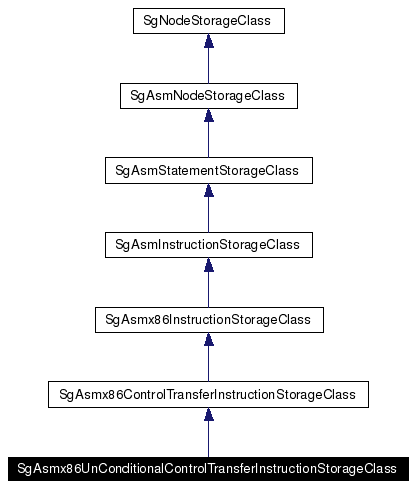 SgNodeStorageClass
SgAsmNodeStorageClass
SgAsmStatementStorageClass
SgAsmInstructionStorageClass
SgAsmx86InstructionStorageClass
SgAsmx86ControlTransferInstructionStorageClass
SgAsmx86UnConditionalControlTransferInstructionStorageClass